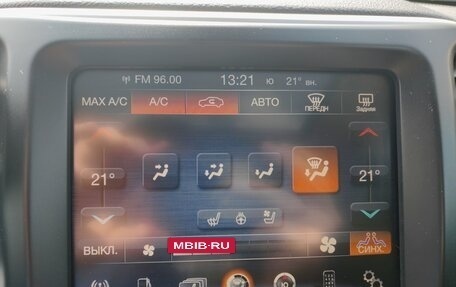 FM 96.00 13:21 Ю 21° вн.
MAX A/C A/C АВТО ПЕРЕДН Задняя
21° 21°
ВЫКЛ. СИНХ.
MBIB-RU